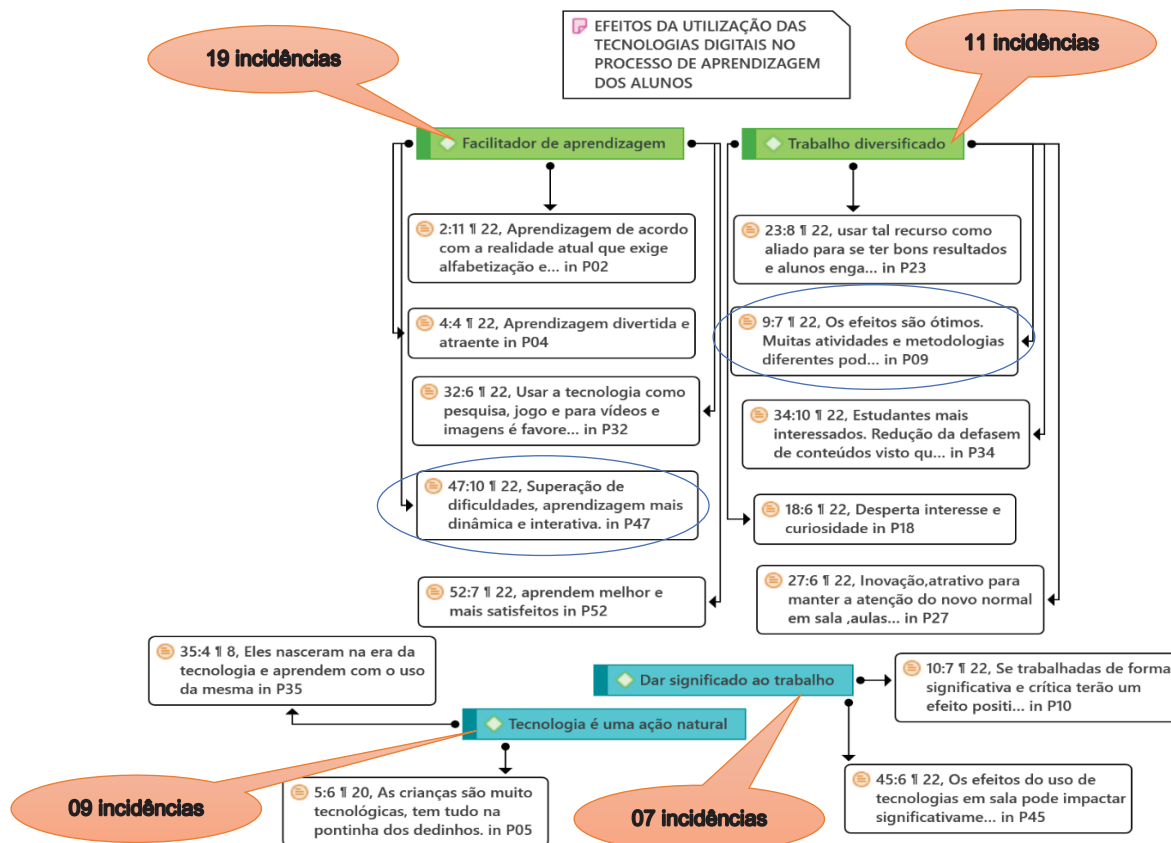 EFEITOS DA UTILIZAÇÃO DAS
TECNOLOGIAS DIGITAIS NO
PROCESSO DE APRENDIZAGEM
DOS ALUNOS
19 incidências
11 incidências
Facilitador de aprendizagem
Trabalho diversificado
2:11 ¶ 22, Aprendizagem de acordo
com a realidade atual que exige
alfabetização e... in P02
4:4 ¶ 22, Aprendizagem divertida e
atraente in P04
32:6 ¶ 22, Usar a tecnologia como
pesquisa, jogo e para vídeos e
imagens é favore... in P32
47:10 ¶ 22, Superação de
dificuldades, aprendizagem mais
dinâmica e interativa. in P47
52:7 ¶ 22, aprendem melhor e
mais satisfeitos in P52
23:8 ¶ 22, usar tal recurso como
aliado para se ter bons resultados
e alunos enga... in P23
9:7 ¶ 22, Os efeitos são ótimos.
Muitas atividades e metodologias
diferentes pod... in P09
34:10 ¶ 22, Estudantes mais
interessados. Redução da defasem
de conteúdos visto qu... in P34
18:6 ¶ 22, Desperta interesse e
curiosidade in P18
27:6 ¶ 22, Inovação,atrativo para
manter a atenção do novo normal
em sala ,aulas... in P27
35:4 ¶ 8, Eles nasceram na era da
tecnologia e aprendem com o uso
da mesma in P35
Tecnologia é uma ação natural
5:6 ¶ 20, As crianças são muito
tecnológicas, tem tudo na
pontinha dos dedinhos. in P05
09 incidências
Dar significado ao trabalho
10:7 ¶ 22, Se trabalhadas de forma
significativa e crítica terão um
efeito positi... in P10
45:6 ¶ 22, Os efeitos do uso de
tecnologias em sala pode impactar
significativame... in P45
07 incidências